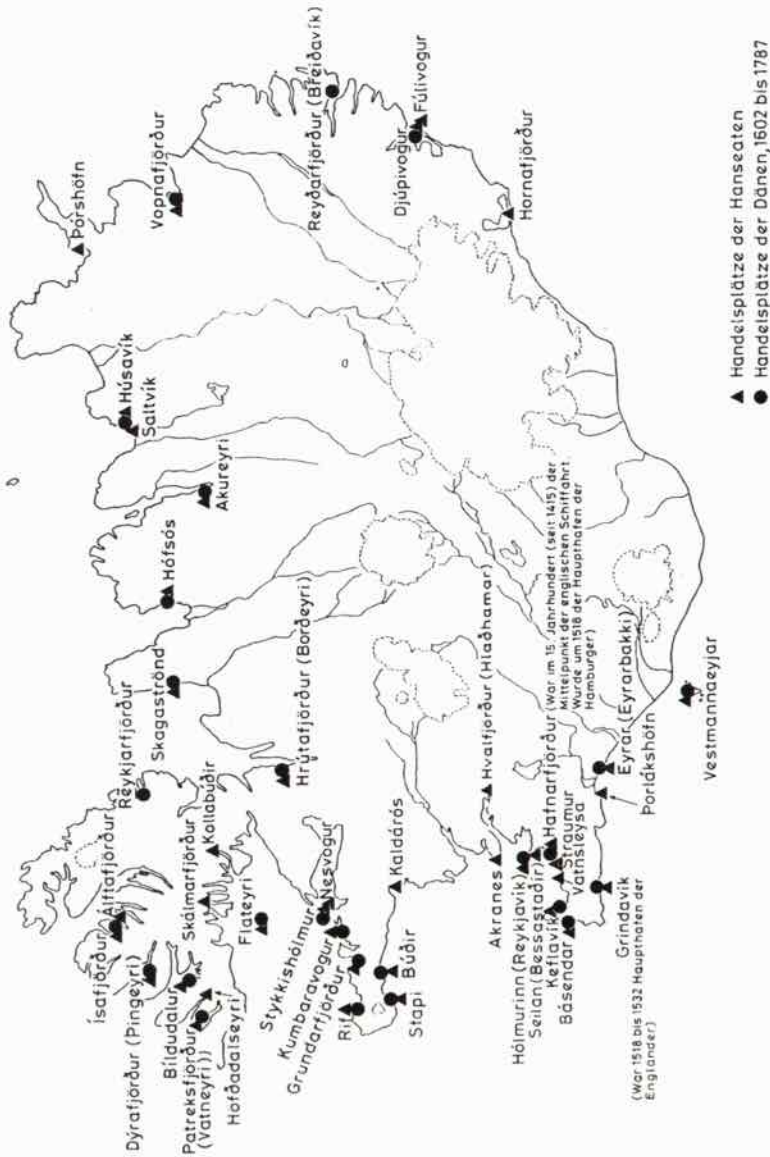 Ísafjörður
Álftafjörður
Dýrafjörður (Þingeyri)
Bíldudalur
Patreksfjörður
(Vatneyri))
Hofðadalseyri
Reykjarfjörður
Skálmarfjörður
Kollabúðir
Flateyri
Skagaströnd
Hrútafjörður (Borðeyri)
Hófsós
Akureyri
Húsavík
Saltvík
Þórshöfn
Vopnafjörður
Reyðarfjörður (Breiðavík)
Djúpivogur
Fúlivogur
Hornafjörður
Stykkishólmur
Kumbaravogur
Grundarfjörður
Nesvogur
Rif
Stapi
Búðir
Kaldárós
Akranes
Hvalfjörður (Hlaðhamar)
Hólmurinn (Reykjavik)
Seilan (Bessastaðir)
Keflavík
Básendar
Hafnarfjörður (War im 15. Jahrhundert (seit 1415) der
Mittelpunkt der englischen Schiffahrt.
Wurde um 1518 der Haupthafen der
Hamburger)
Straumur
Vatnsleysa
Grindavik
(War 1518 bis 1532 Haupthafen der
Engländer)
Þorlákshöfn
Eyrar (Eyrarbakki)
Vestmannaeyjar
▲ Handelsplätze der Hanseaten
● Handelsplätze der Dänen, 1602 bis 1787